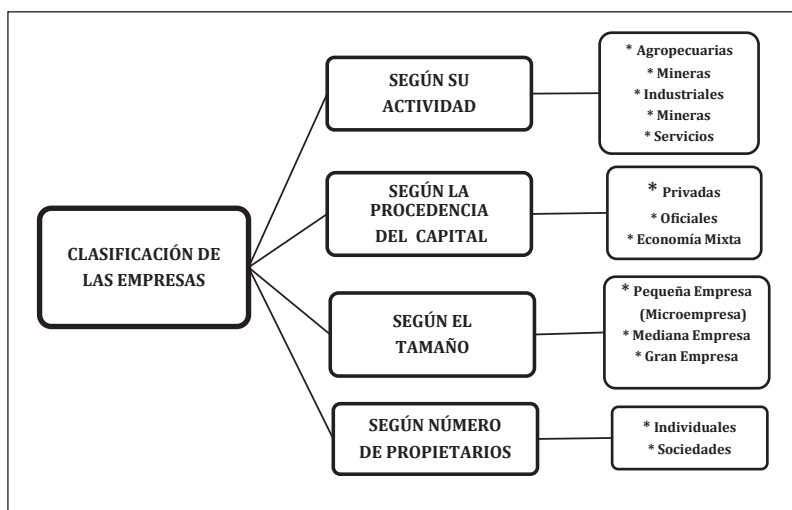 CLASIFICACIÓN DE
LAS EMPRESAS
SEGÚN SU
ACTIVIDAD
* Agropecuarias
* Mineras
* Industriales
* Mineras
* Servicios
SEGÚN LA
PROCEDENCIA
DEL CAPITAL
* Privadas
* Oficiales
* Economía Mixta
SEGÚN EL
TAMAÑO
* Pequeña Empresa
(Microempresa)
* Mediana Empresa
* Gran Empresa
SEGÚN NÚMERO
DE PROPIETARIOS
* Individuales
* Sociedades